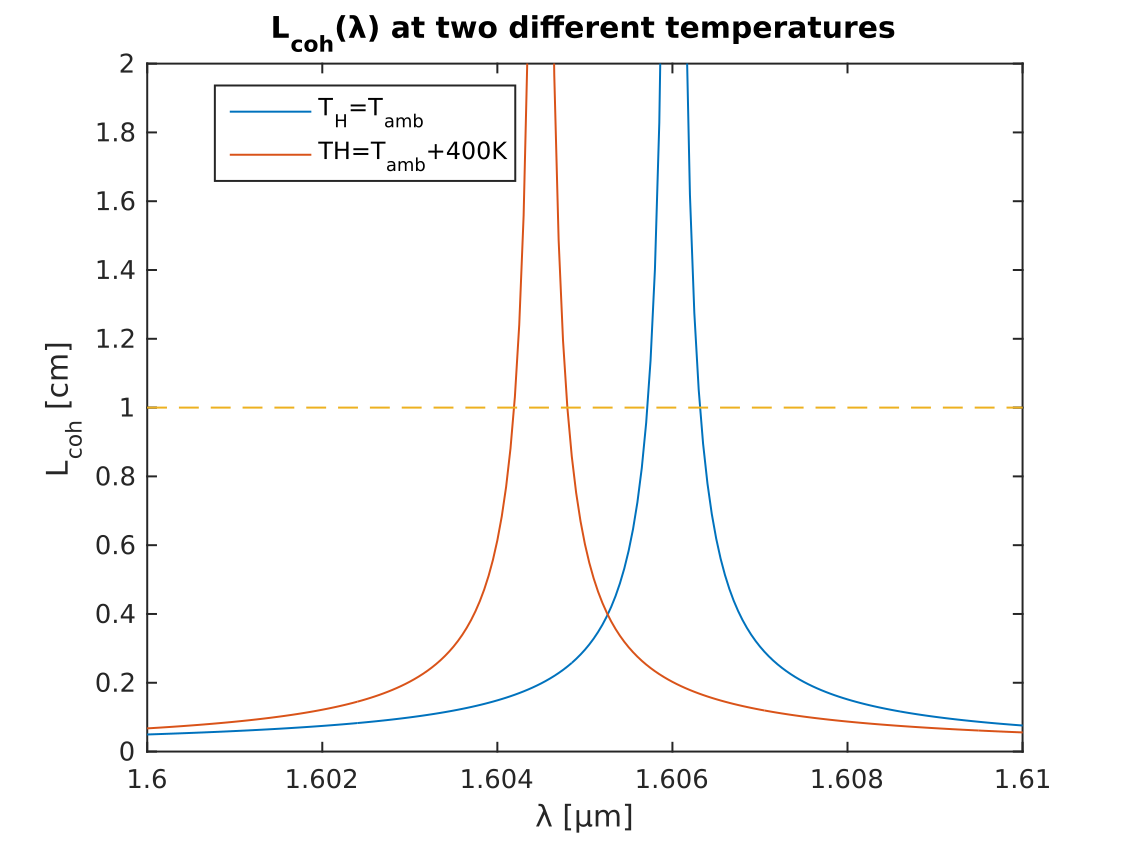 L_coh(λ) at two different temperatures
2
1.8
1.6
1.4
1.2
1
0.8
0.6
0.4
0.2
0
L_coh [cm]
T_H=T_amb
TH=T_amb+400K
1.6 1.602 1.604 1.606 1.608 1.61
λ [μm]